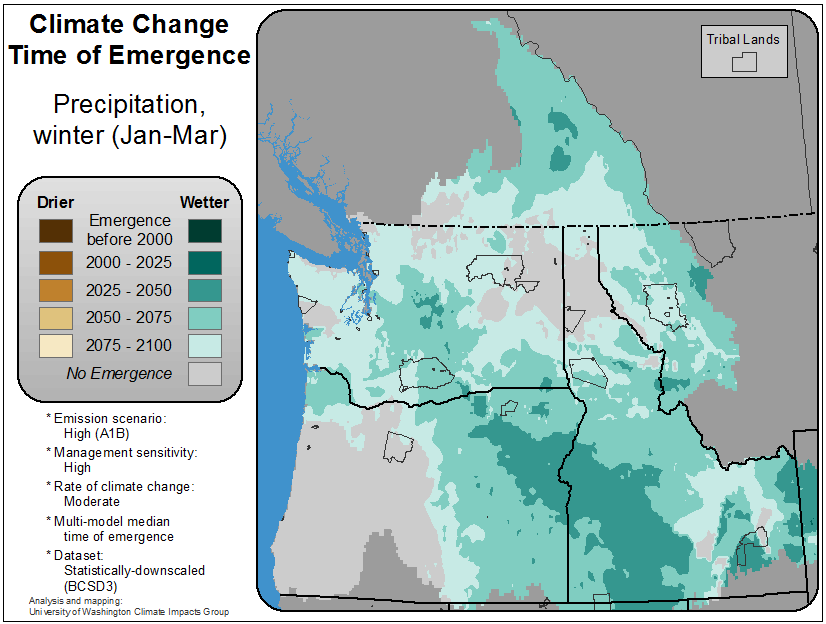 Climate Change
Time of Emergence
Precipitation,
winter (Jan-Mar)
Drier Wetter
Emergence
before 2000
2000 - 2025
2025 - 2050
2050 - 2075
2075 - 2100
No Emergence
* Emission scenario:
High (A1B)
* Management sensitivity:
High
* Rate of climate change:
Moderate
* Multi-model median
time of emergence
* Dataset:
Statistically-downscaled
(BCSD3)
Analysis and mapping:
University of Washington Climate Impacts Group
Tribal Lands